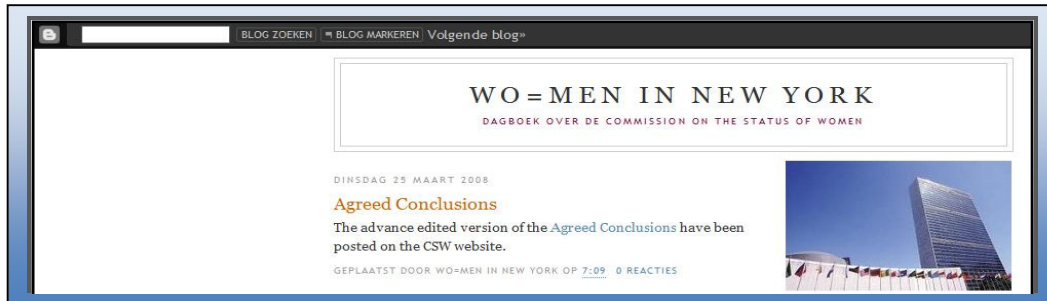 BLOG ZOEKEN BLOG MARKEREN Volgende blog»
WO=MEN IN NEW YORK
DAGBOEK OVER DE COMMISSION ON THE STATUS OF WOMEN
DINSDAG 25 MAART 2008
Agreed Conclusions
The advance edited version of the Agreed Conclusions have been
posted on the CSW website.
GEPLAATST DOOR WO=MEN IN NEW YORK OP 7:09 0 REACTIES